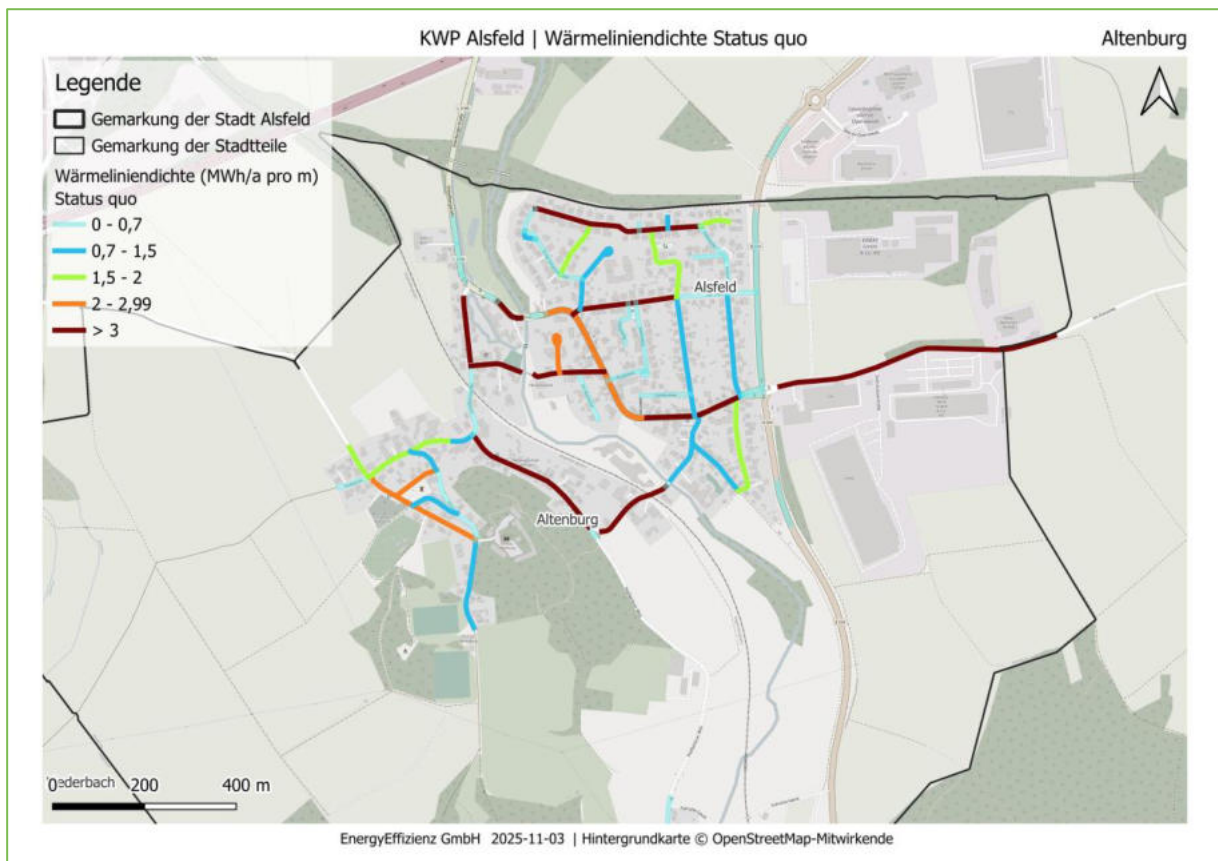 KWP Alsfeld | Wärmeliniendichte Status quo
Altenburg
Legende
Gemarkung der Stadt Alsfeld
Gemarkung der Stadtteile
Wärmeliniendichte (MWh/a pro m)
Status quo
0 - 0,7
0,7 - 1,5
1,5 - 2
2 - 2,99
> 3
Alsfeld
Altenburg
ederbach
0 200 400 m
EnergyEffizienz GmbH 2025-11-03 | Hintergrundkarte © OpenStreetMap-Mitwirkende